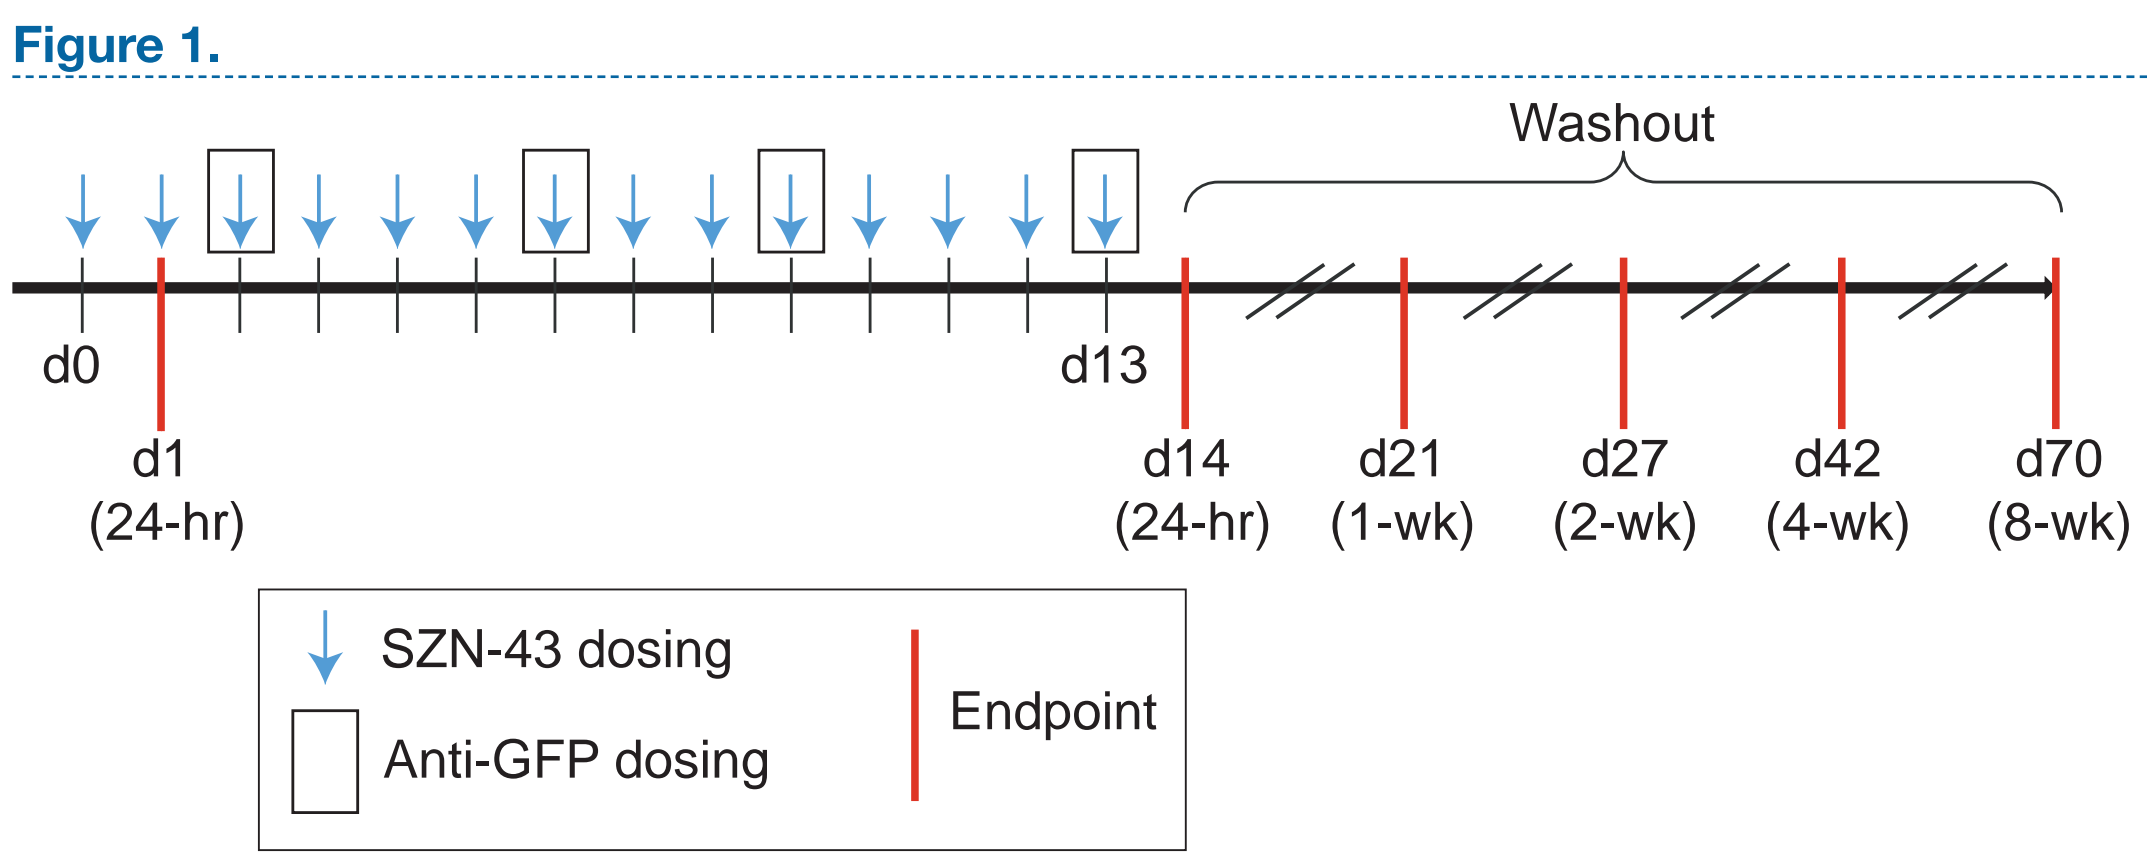 Figure 1.
Washout
d0
d13
d1
(24-hr)
d14
(24-hr)
d21
(1-wk)
d27
(2-wk)
d42
(4-wk)
d70
(8-wk)
SZN-43 dosing
Anti-GFP dosing
Endpoint